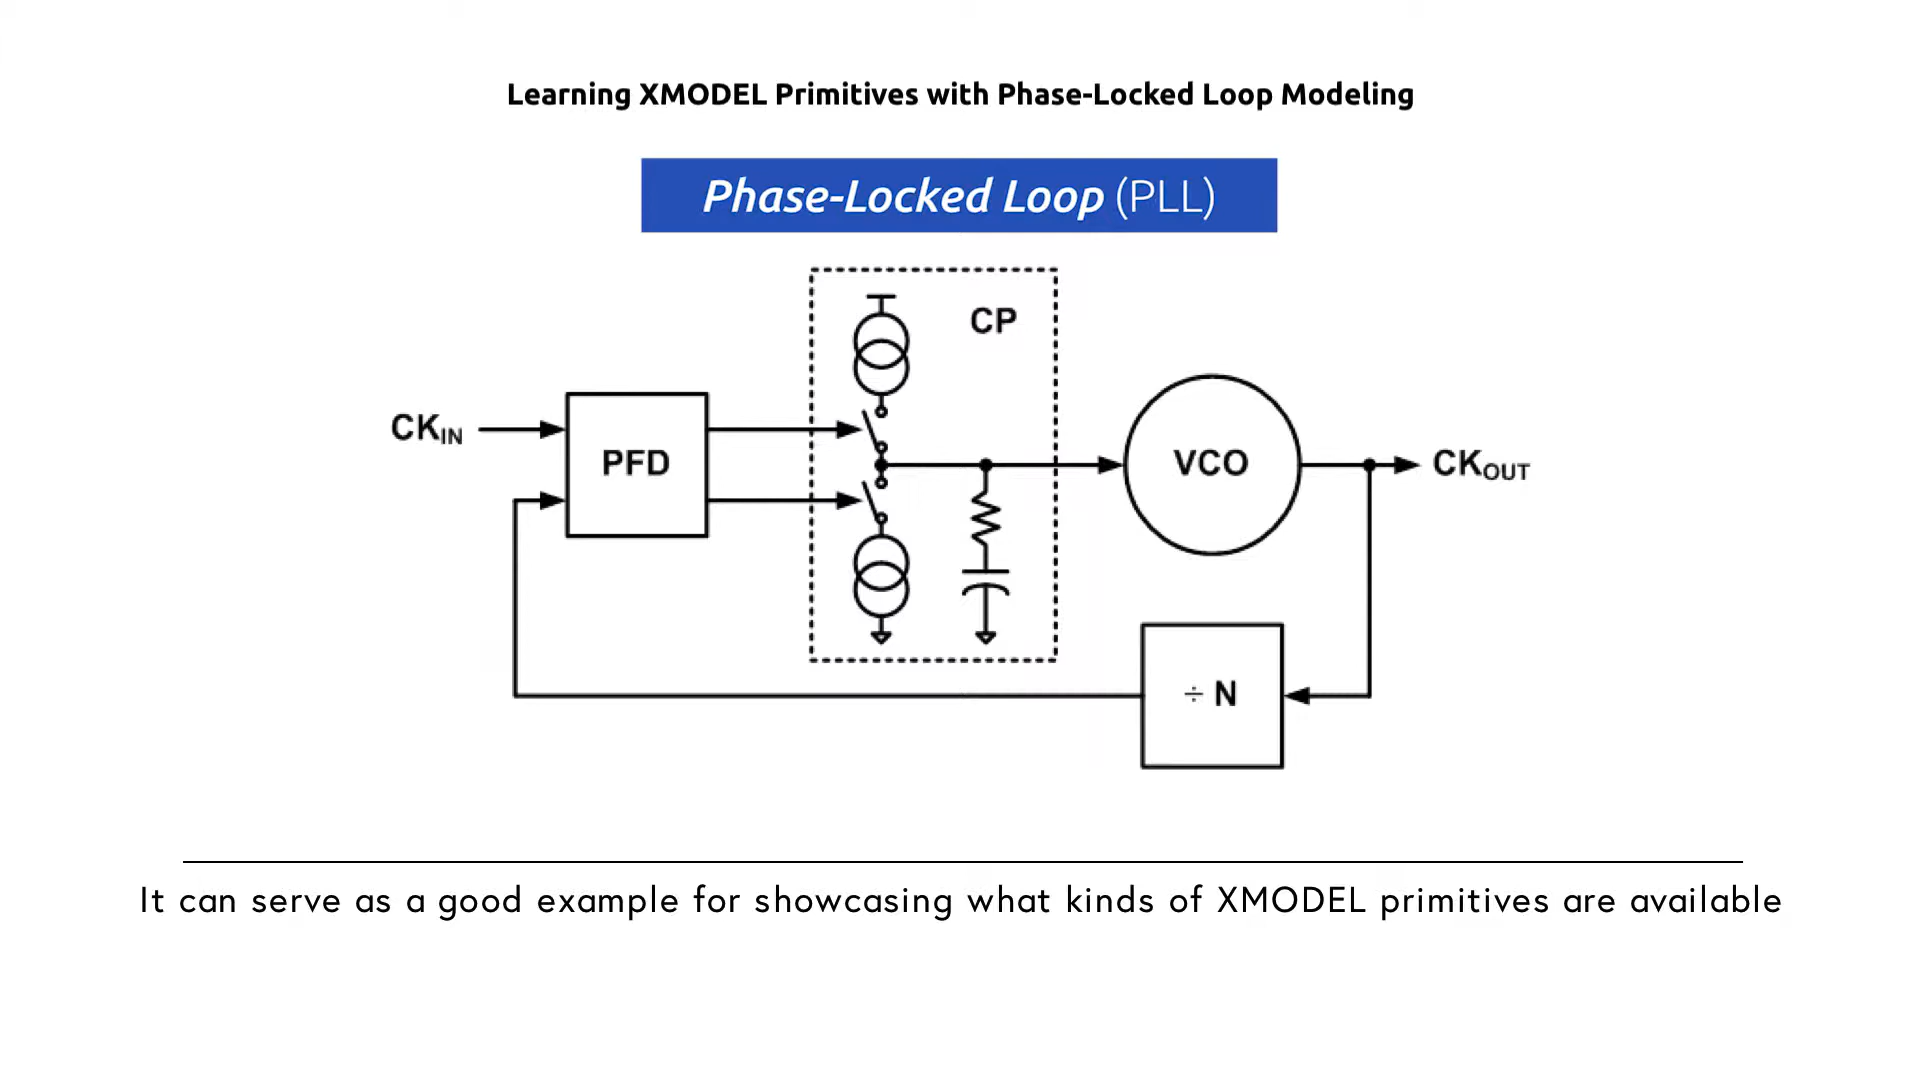 Learning XMODEL Primitives with Phase-Locked Loop Modeling
Phase-Locked Loop (PLL)
CP
CKIN
PFD
VCO
CKOUT
÷ N
It can serve as a good example for showcasing what kinds of XMODEL primitives are available